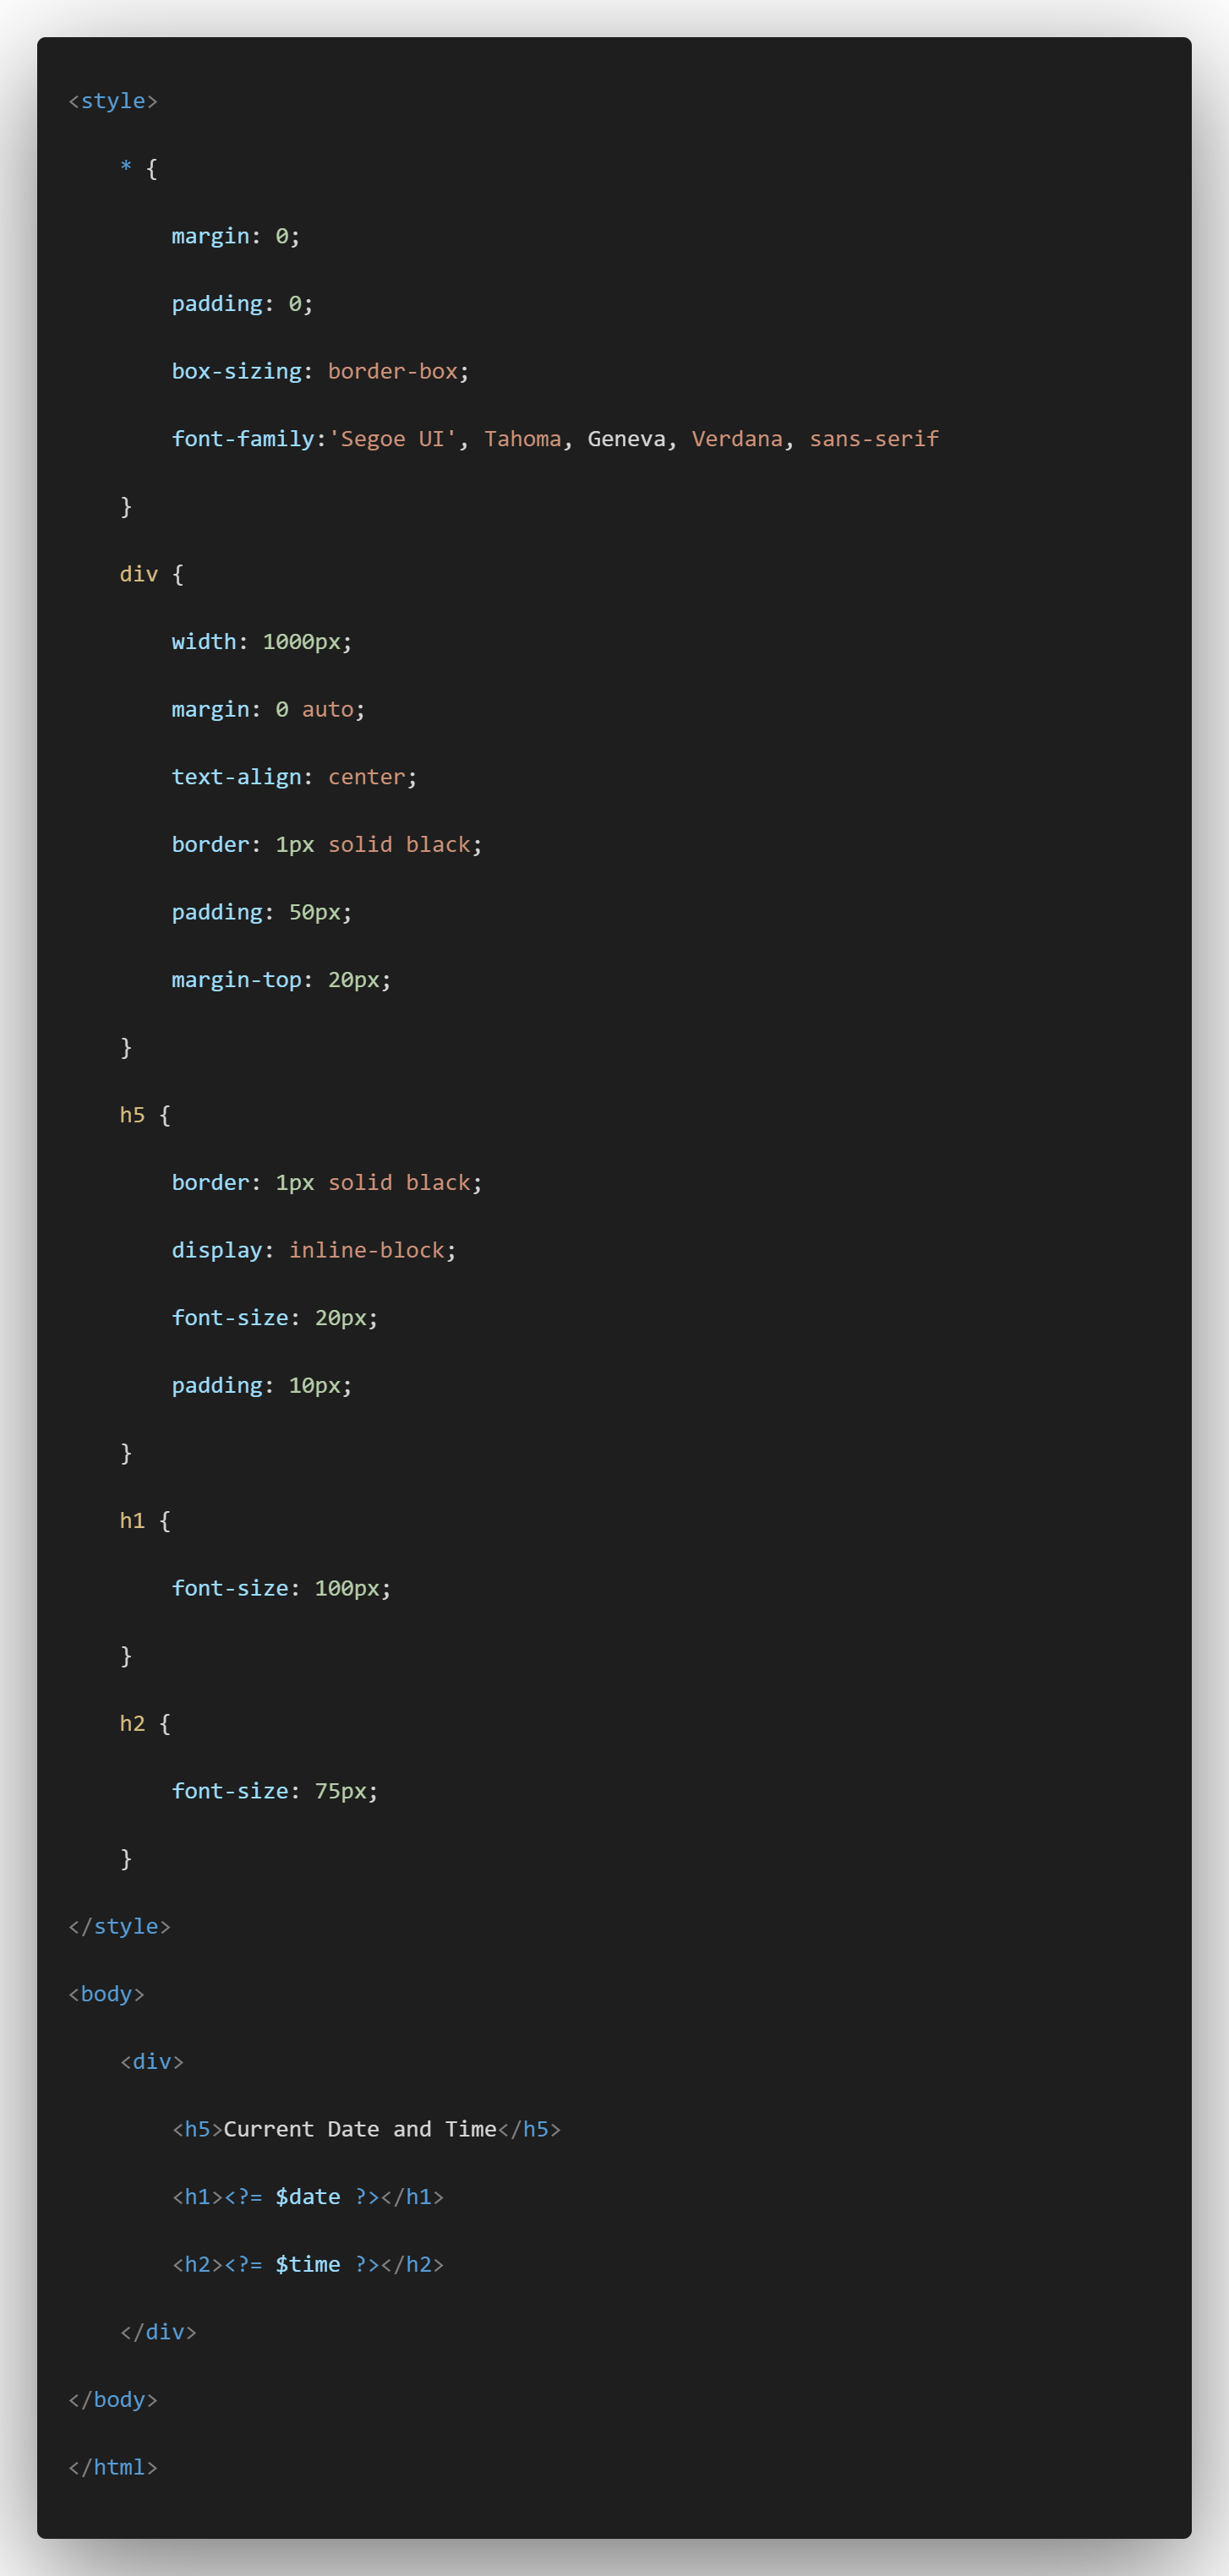 <style>
    * {
        margin: 0;
        padding: 0;
        box-sizing: border-box;
        font-family:'Segoe UI', Tahoma, Geneva, Verdana, sans-serif
    }
    div {
        width: 1000px;
        margin: 0 auto;
        text-align: center;
        border: 1px solid black;
        padding: 50px;
        margin-top: 20px;
    }
    h5 {
        border: 1px solid black;
        display: inline-block;
        font-size: 20px;
        padding: 10px;
    }
    h1 {
        font-size: 100px;
    }
    h2 {
        font-size: 75px;
    }
</style>
<body>
    <div>
        <h5>Current Date and Time</h5>
        <h1><?= $date ?></h1>
        <h2><?= $time ?></h2>
    </div>
</body>
</html>